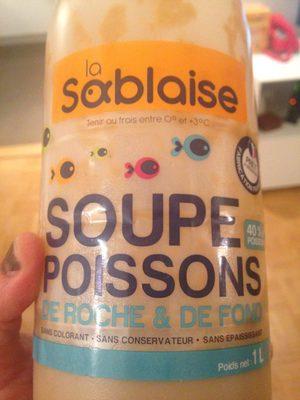 la
Sablaise
Tenir au frais entre 0° et +3°C
SOUPE
40 %
POISSONS
DE ROCHE & DE FOND
SANS COLORANT • SANS CONSERVATEUR • SANS EPAISSISSANT
Poids net : 1 L